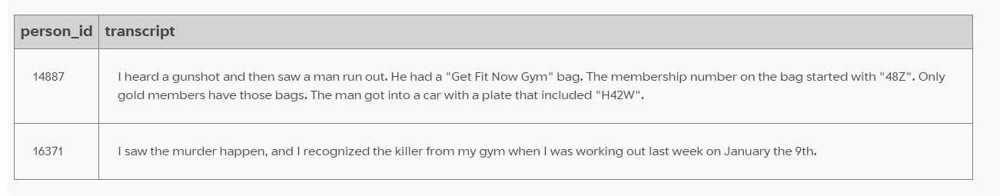 person_id transcript
14887 I heard a gunshot and then saw a man run out. He had a "Get Fit Now Gym" bag. The membership number on the bag started with "48Z". Only
gold members have those bags. The man got into a car with a plate that included "H42W".
16371 I saw the murder happen, and I recognized the killer from my gym when I was working out last week on January the 9th.